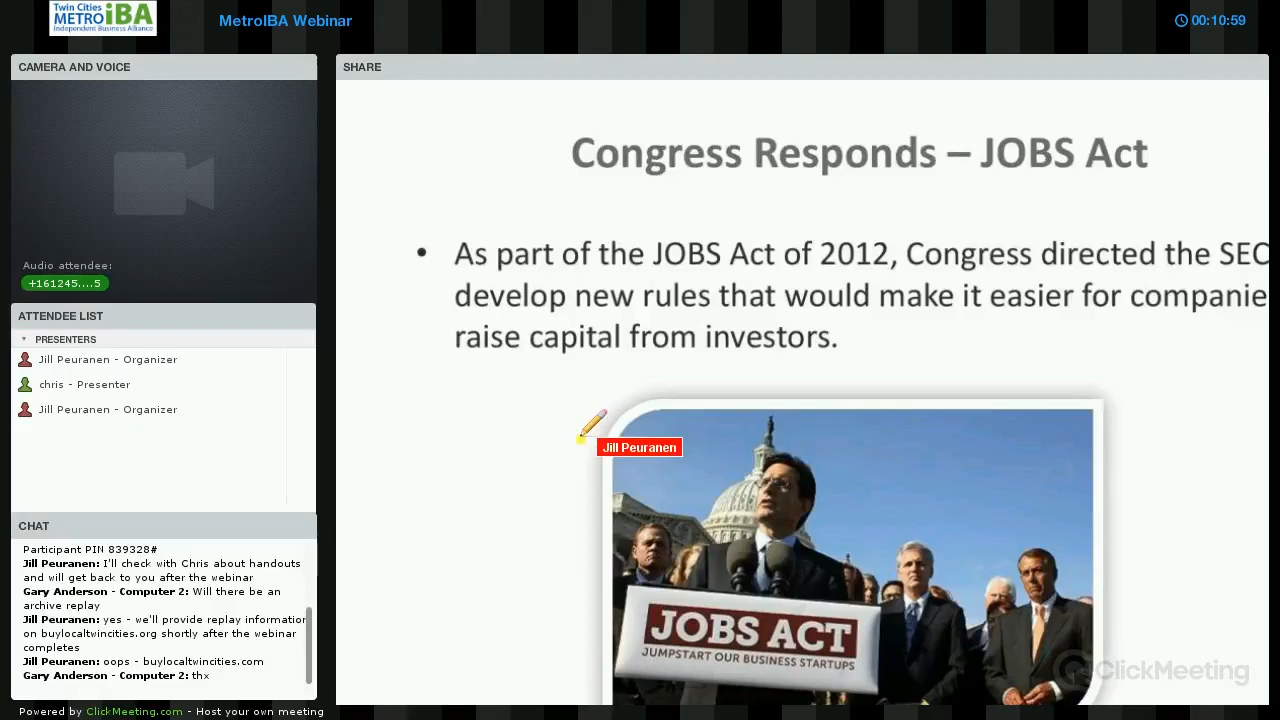 Twin Cities
METRO iBA
Independent Business Alliance
MetroIBA Webinar
00:10:59
CAMERA AND VOICE
Audio attendee:
+161245....5
ATTENDEE LIST
PRESENTERS
Jill Peuranen - Organizer
chris - Presenter
Jill Peuranen - Organizer
CHAT
Participant PIN 839328#
Jill Peuranen: I'll check with Chris about handouts
and will get back to you after the webinar
Gary Anderson - Computer 2: Will there be an
archive replay
Jill Peuranen: yes - we'll provide replay information
on buylocaltwincities.org shortly after the webinar
completes
Jill Peuranen: oops - buylocaltwincities.com
Gary Anderson - Computer 2: thx
Powered by ClickMeeting.com - Host your own meeting
SHARE
Congress Responds – JOBS Act
• As part of the JOBS Act of 2012, Congress directed the SEC
develop new rules that would make it easier for companie
raise capital from investors.
Jill Peuranen
JOBS ACT
JUMPSTART OUR BUSINESS STARTUPS
ClickMeeting